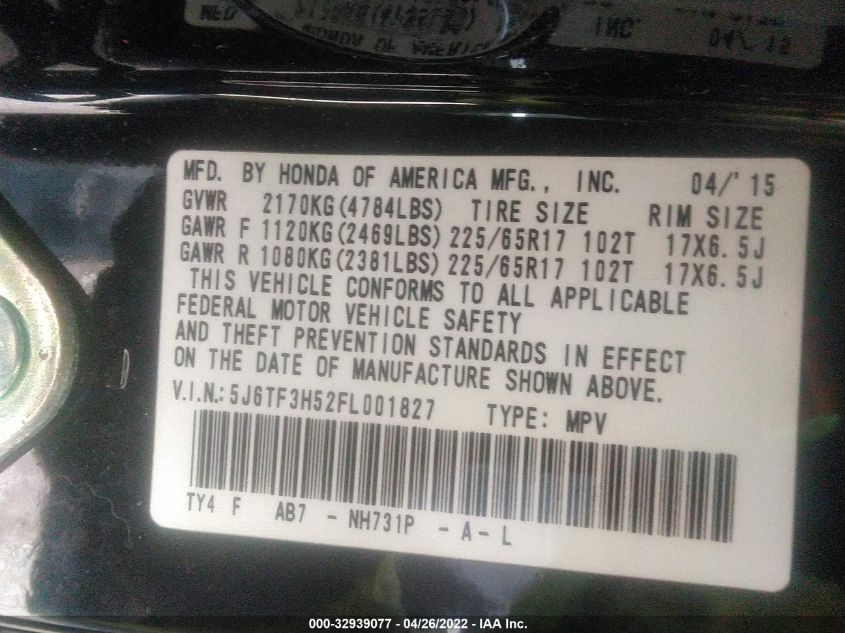 INC
04/ 15
MFD. BY HONDA OF AMERICA MFG., INC. 04/'15
GVWR 2170KG(4784LBS) TIRE SIZE RIM SIZE
GAWR F 1120KG(2469LBS) 225/65R17 102T 17X6.5J
GAWR R 1080KG(2381LBS) 225/65R17 102T 17X6.5J
THIS VEHICLE CONFORMS TO ALL APPLICABLE
FEDERAL MOTOR VEHICLE SAFETY
AND THEFT PREVENTION STANDARDS IN EFFECT
ON THE DATE OF MANUFACTURE SHOWN ABOVE.
V.I.N.: 5J6TF3H52FL001827 TYPE: MPV
TY4 F AB7 - NH731P - A - L
000-32939077 - 04/26/2022 - IAA Inc.